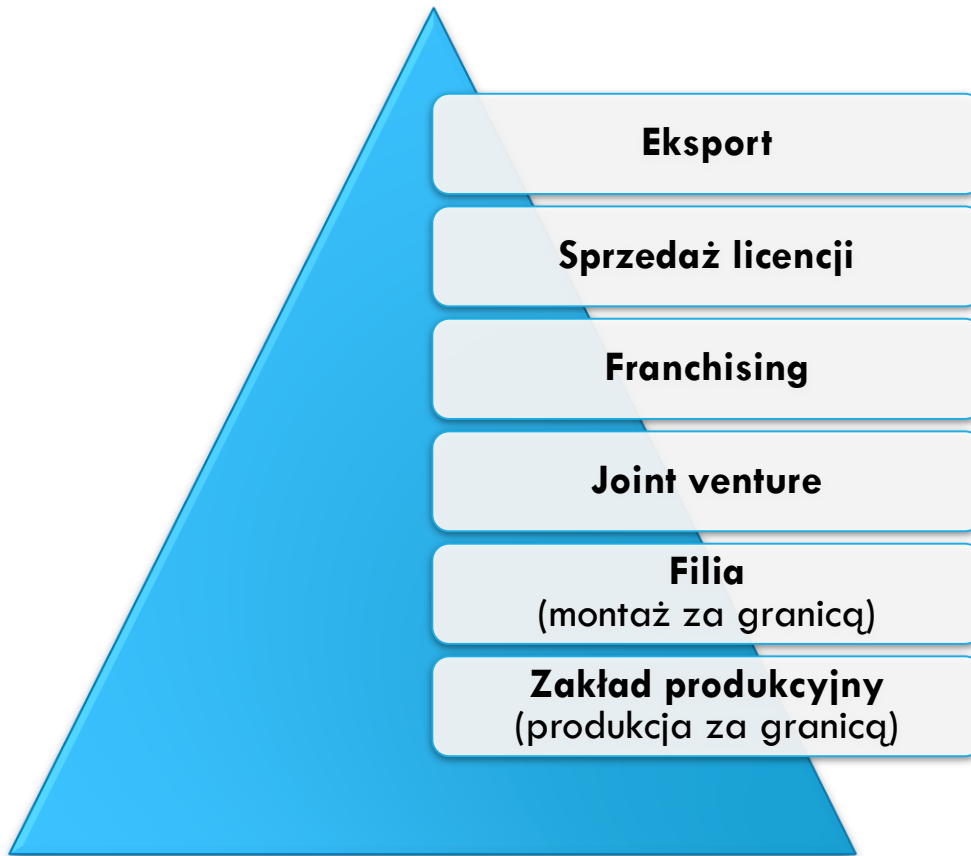 Eksport
Sprzedaż licencji
Franchising
Joint venture
Filia
(montaż za granicą)
Zakład produkcyjny
(produkcja za granicą)